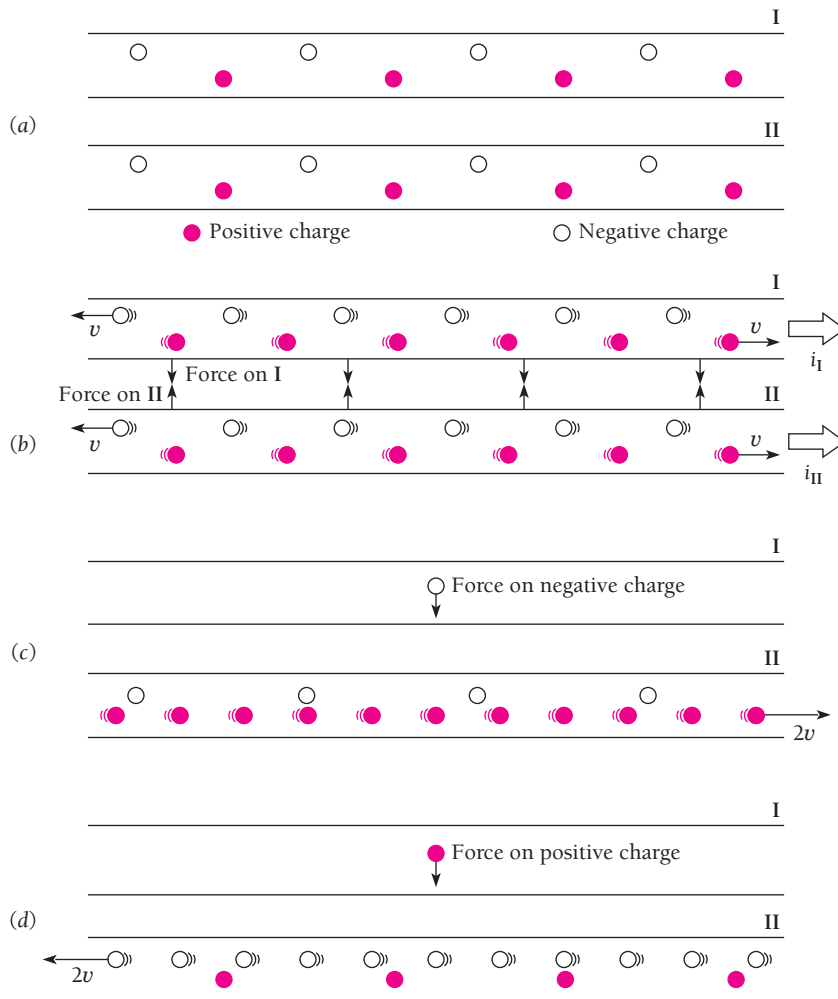 I
(a)
II
Positive charge Negative charge
I
v v
i_I
Force on I
Force on II
II
v v
(b)
i_II
I
Force on negative charge
(c)
II
2v
I
Force on positive charge
(d)
II
2v